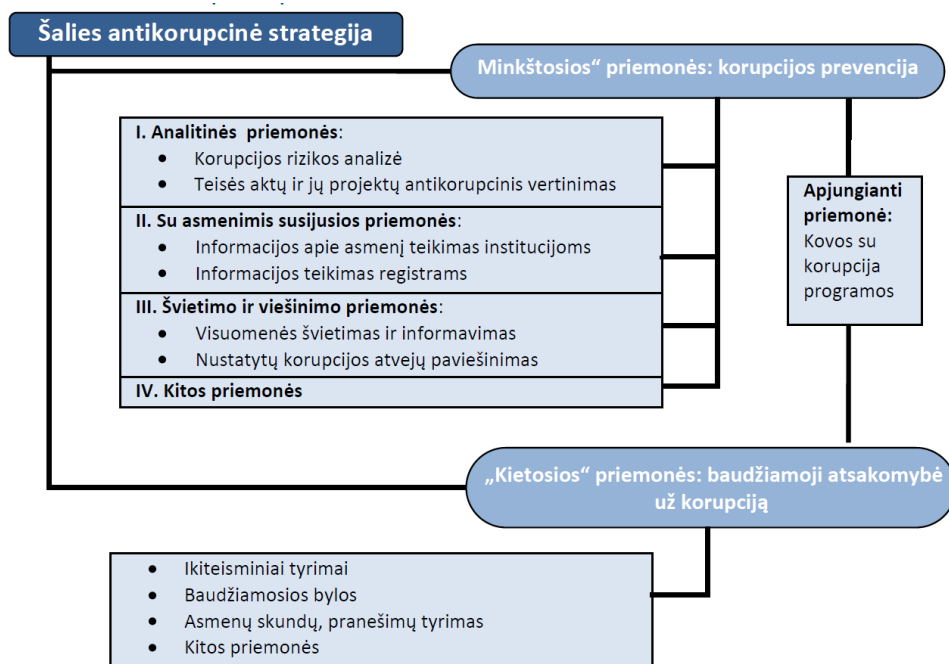 Šalies antikorupcinė strategija
Minkštosios“ priemonės: korupcijos prevencija
I. Analitinės priemonės:
• Korupcijos rizikos analizė
• Teisės aktų ir jų projektų antikorupcinis vertinimas
II. Su asmenimis susijusios priemonės:
• Informacijos apie asmenį teikimas institucijoms
• Informacijos teikimas registrams
III. Švietimo ir viešinimo priemonės:
• Visuomenės švietimas ir informavimas
• Nustatytų korupcijos atvejų paviešinimas
IV. Kitos priemonės
Apjungianti
priemonė:
Kovos su
korupcija
programos
„Kietosios“ priemonės: baudžiamoji atsakomybė
už korupciją
• Ikiteisminiai tyrimai
• Baudžiamosios bylos
• Asmenų skundų, pranešimų tyrimas
• Kitos priemonės